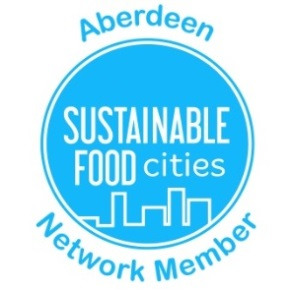 Aberdeen
SUSTAINABLE
FOOD cities
Network Member